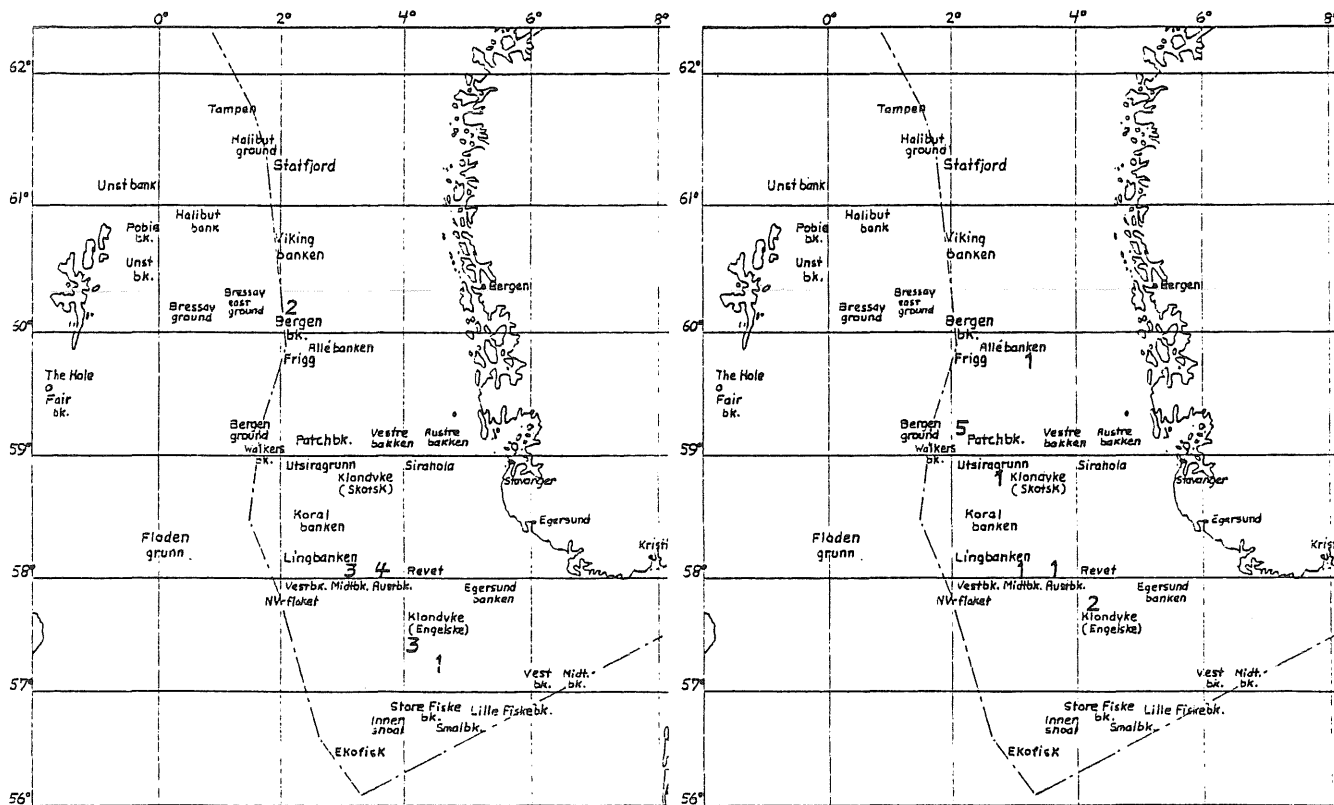 0° 2° 4° 6° 8°
62°
Tampen
Halibut
ground
Statfjord
Unst bank
61°
Halibut
bank
Pobie
bk.
Viking
banken
Unst
bk.
Bergen
Bressay
east
ground
Bressay
ground
2
60°
Bergen
bk.
Allébanken
Frigg
The Hole
Fair
bk.
Bergen
ground
Walkers
bk.
Patchbk.
Vestre
bakken
Austre
bakken
59°
Utsiragrunn
Sirahola
Klondyke
(Skotsk)
Stavanger
Koral
banken
Egersund
Fladen
grunn
Kristi
Lingbanken
3 4
Revet
58°
Vestbk. Midtbk. Austbk.
Egersund
banken
NV-flaket
Klondyke
(Engelske)
3
1
Vest
bk.
Midt.
bk.
57°
Store Fiske
bk.
Lille Fiskebk.
Inner
shoal
Smalbk.
Ekofisk
56°
0° 2° 4° 6° 8°
62°
Tampen
Halibut
ground
Statfjord
Unst bank
61°
Halibut
bank
Pobie
bk.
Viking
banken
Unst
bk.
Bergen
Bressay
east
ground
Bressay
ground
60°
Bergen
bk.
Allébanken
Frigg
1
The Hole
Fair
bk.
Bergen
ground
Walkers
bk.
5
Patchbk.
Vestre
bakken
Austre
bakken
59°
Utsiragrunn
Sirahola
1
Klondyke
(Skotsk)
Stavanger
Koral
banken
Egersund
Fladen
grunn
Kristi
Lingbanken
1 1
Revet
58°
Vestbk. Midtbk. Austbk.
Egersund
banken
NV-flaket
2
Klondyke
(Engelske)
Vest
bk.
Midt.
bk.
57°
Store Fiske
bk.
Lille Fiskebk.
Inner
shoal
Smalbk.
Ekofisk
56°